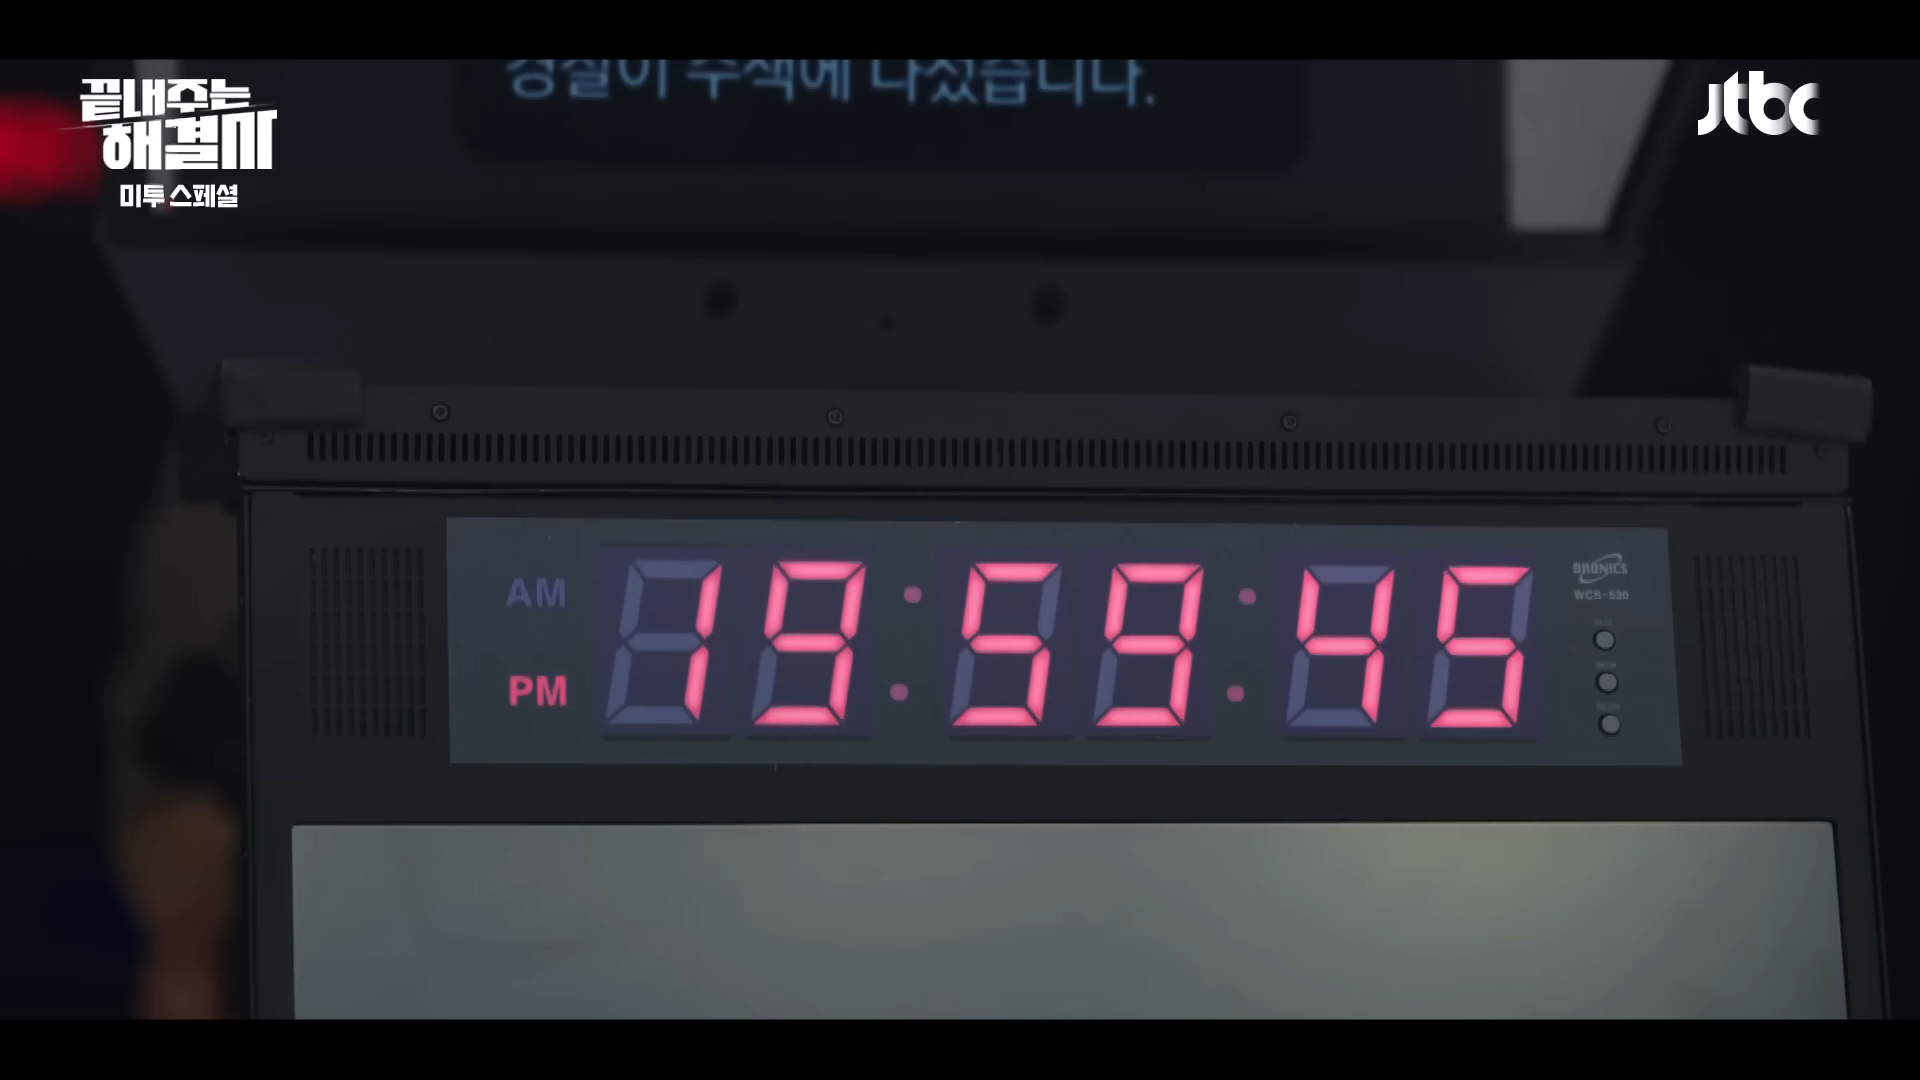 경찰이 수색에 나섰습니다.
끝내주는
해결사
미투 스페셜
jtbc
AM
PM
19:59:45
ORONICS
WCS-530